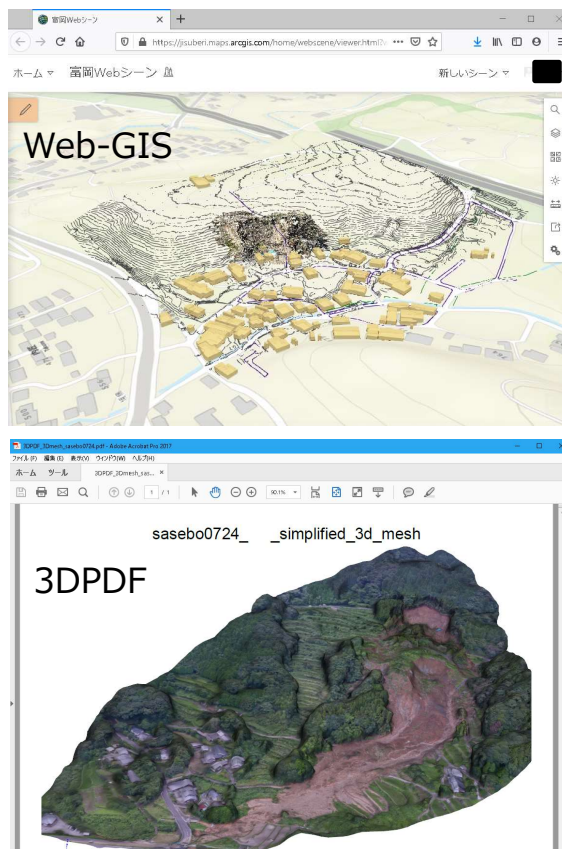 富岡Webシーン
https://jisuberi.maps.arcgis.com/home/webscene/viewer.html?
ホーム 富岡Webシーン 新しいシーン
Web-GIS
3DPDF_3Dmesh_sasebo0724.pdf - Adobe Acrobat Pro 2017
ファイル(F) 編集(E) 表示(V) ウインドウ(W) ヘルプ(H)
ホーム ツール 3DPDF_3Dmesh_sas...
1 / 1 90.1%
sasebo0724_ _simplified_3d_mesh
3DPDF